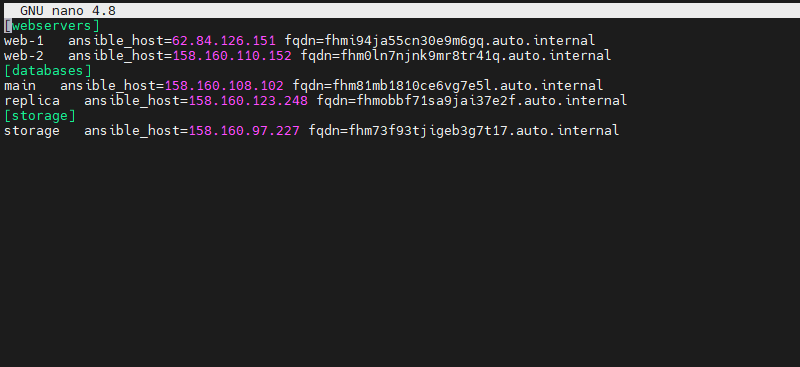 GNU nano 4.8
[webservers]
web-1   ansible_host=62.84.126.151 fqdn=fhmi94ja55cn30e9m6gq.auto.internal
web-2   ansible_host=158.160.110.152 fqdn=fhm0ln7njnk9mr8tr41q.auto.internal
[databases]
main    ansible_host=158.160.108.102 fqdn=fhm81mb1810ce6vg7e5l.auto.internal
replica   ansible_host=158.160.123.248 fqdn=fhmobbf71sa9jai37e2f.auto.internal
[storage]
storage   ansible_host=158.160.97.227 fqdn=fhm73f93tjigeb3g7t17.auto.internal